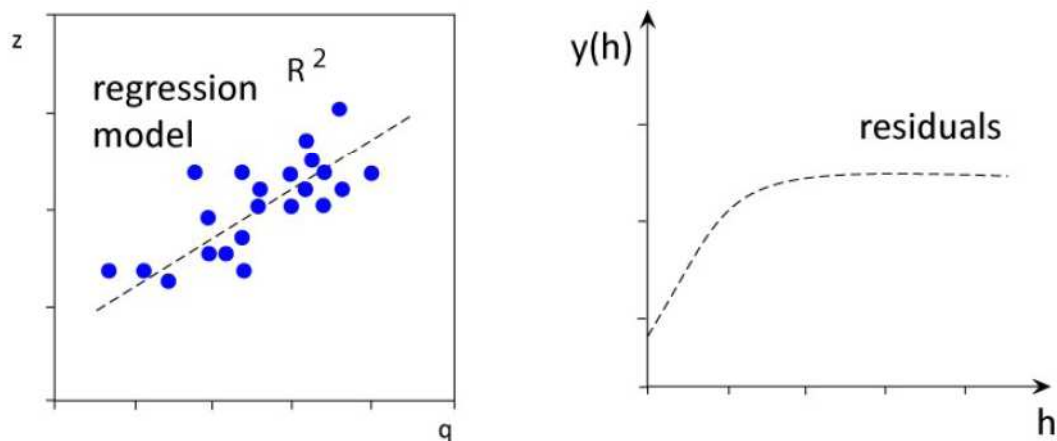 z
R 2
regression
model
q
y(h)
residuals
h